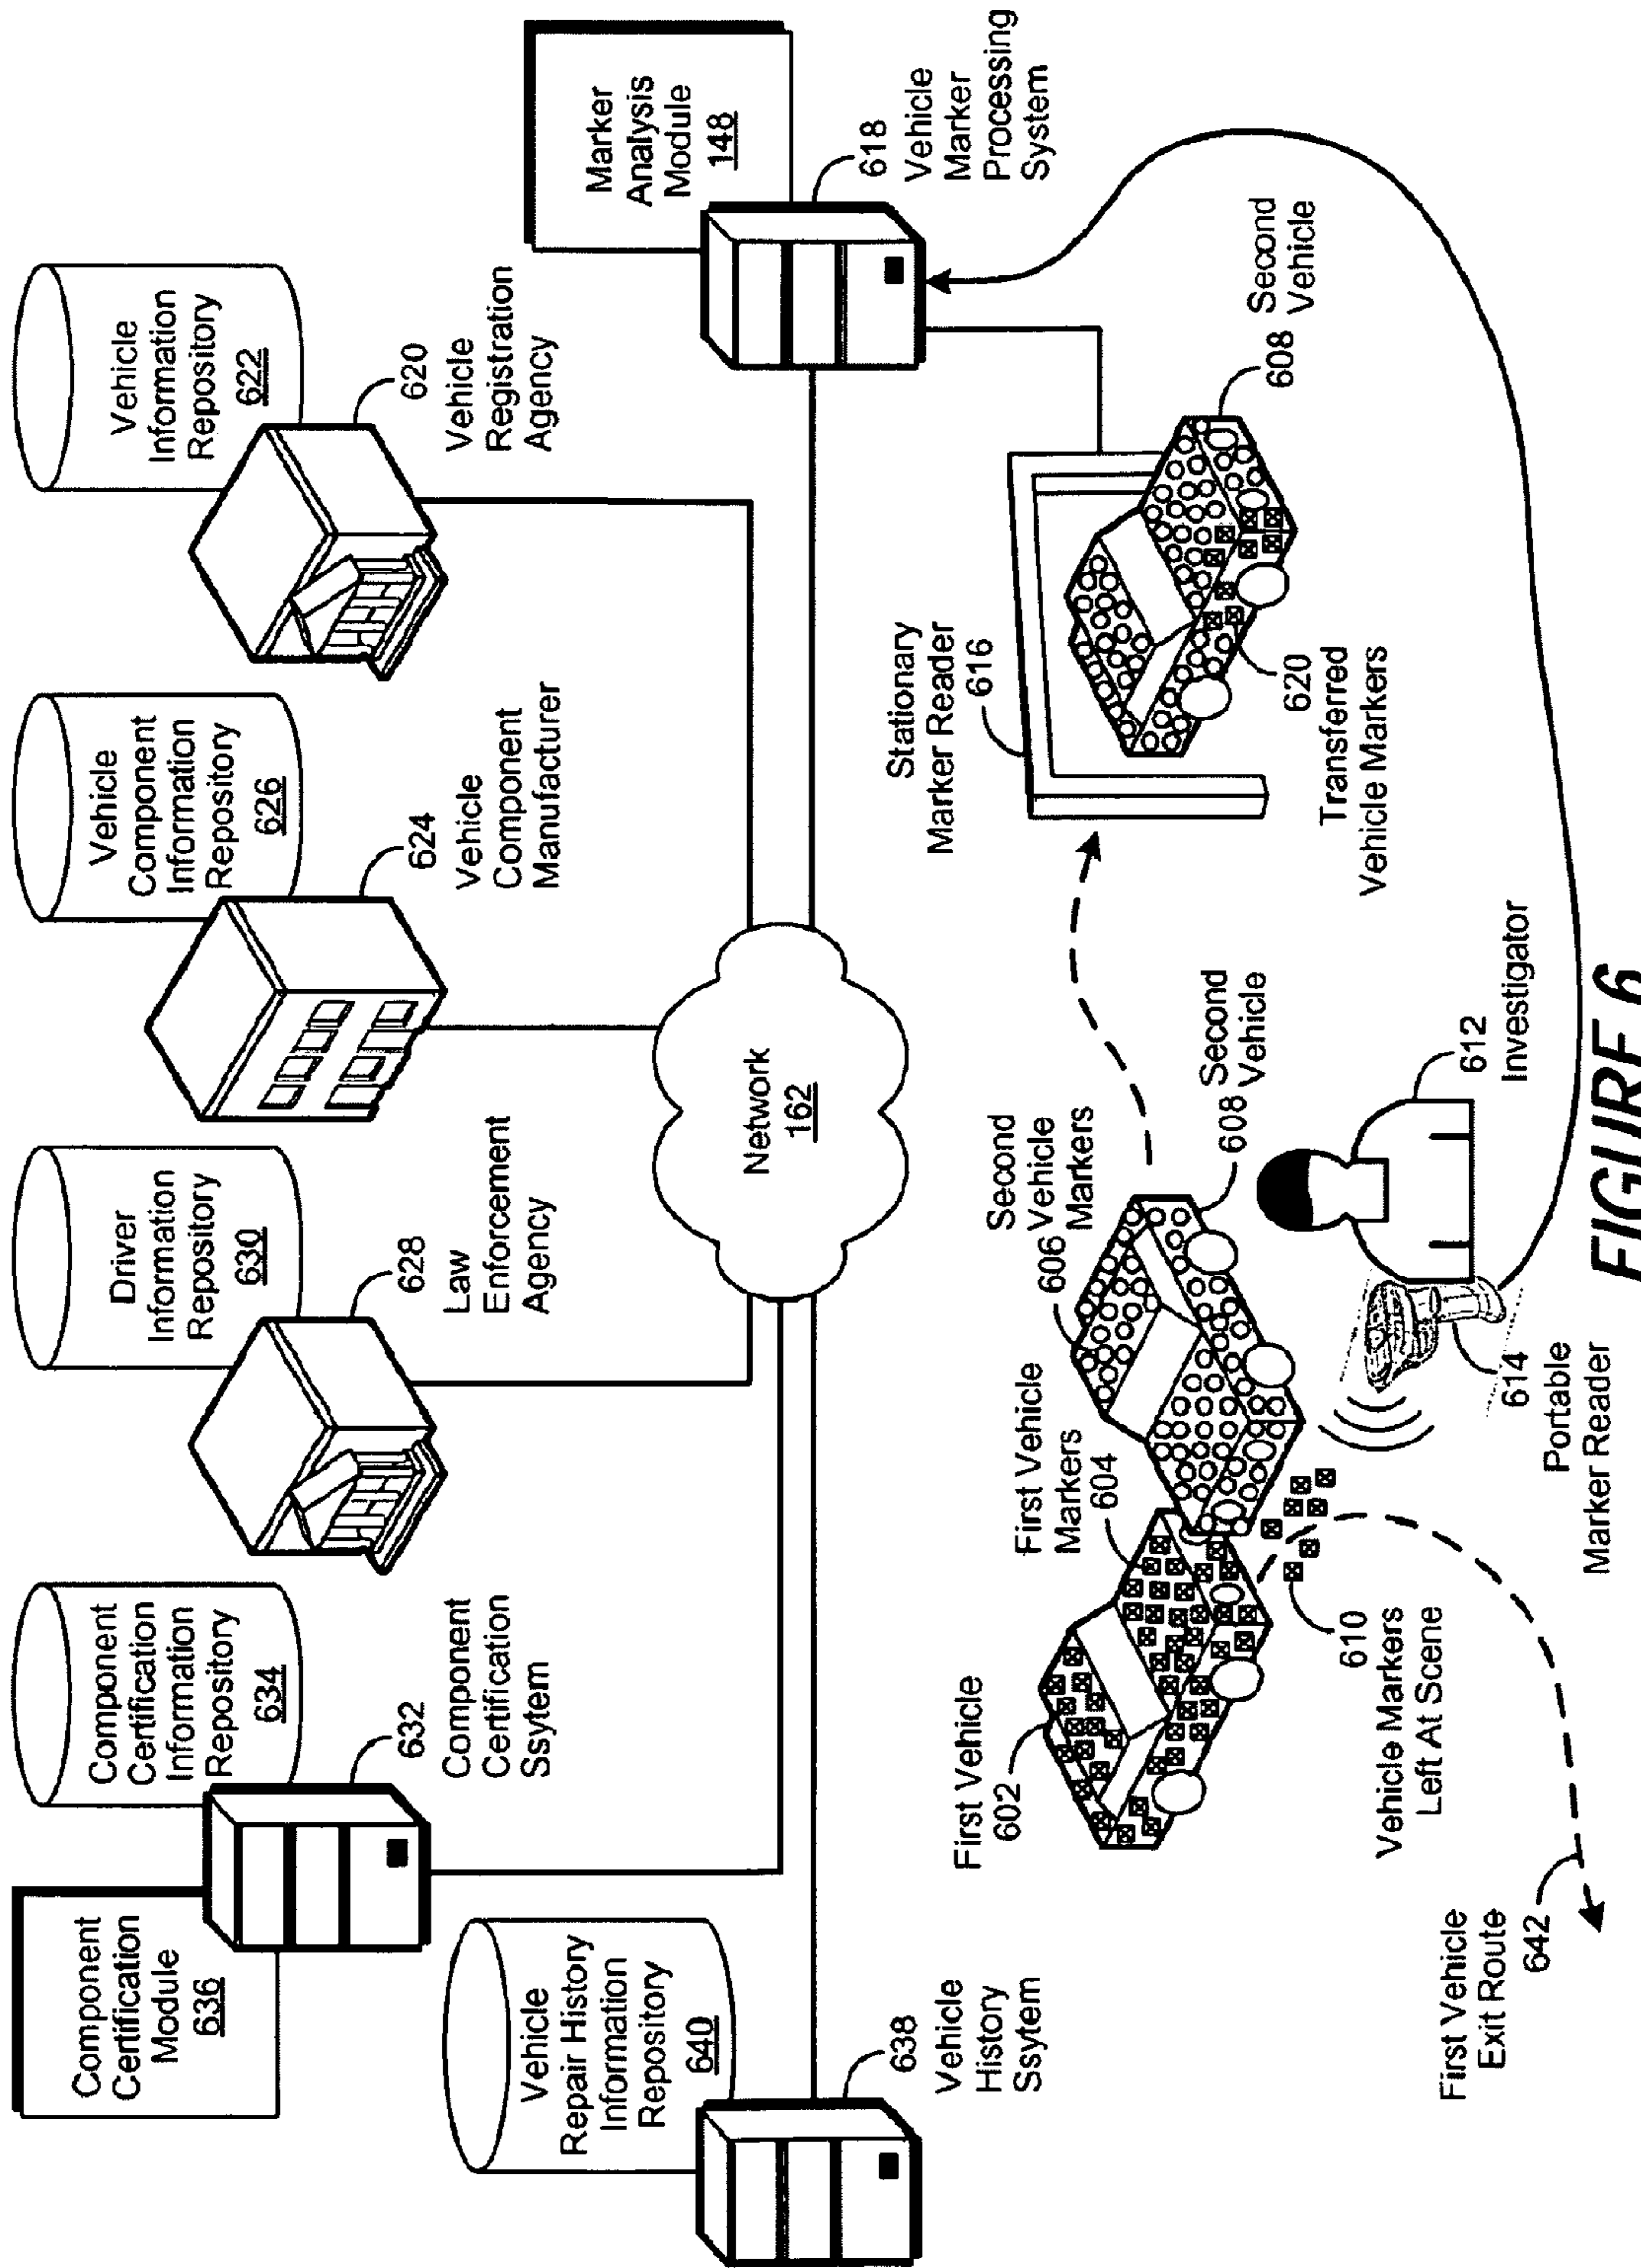 Component
Certification
Module
636
Component
Certification
Information
Repository
634
632
Component
Certification
Ssytem
Driver
Information
Repository
630
628
Law
Enforcement
Agency
Vehicle
Component
Information
Repository
626
624
Vehicle
Component
Manufacturer
Vehicle
Information
Repository
622
620
Vehicle
Registration
Agency
Vehicle
Repair History
Information
Repository
640
638
Vehicle
History
Ssytem
Network
162
Marker
Analysis
Module
148
618
Vehicle
Marker
Processing
System
First Vehicle
602
First Vehicle
Markers
604
Second
Vehicle
Markers
606
608
Second
Vehicle
Stationary
Marker Reader
616
608
Second
Vehicle
620
Transferred
Vehicle Markers
610
Vehicle Markers
Left At Scene
614
Portable
Marker Reader
612
Investigator
First Vehicle
Exit Route
642
FIGURE 6